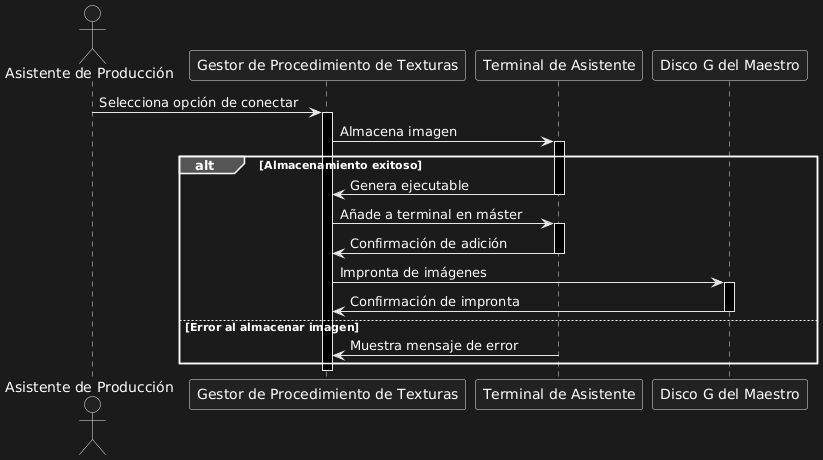 Asistente de Producción
Gestor de Procedimiento de Texturas
Terminal de Asistente
Disco G del Maestro
Selecciona opción de conectar
Almacena imagen
alt [Almacenamiento exitoso]
Genera ejecutable
Añade a terminal en máster
Confirmación de adición
Impronta de imágenes
Confirmación de impronta
[Error al almacenar imagen]
Muestra mensaje de error
Asistente de Producción
Gestor de Procedimiento de Texturas
Terminal de Asistente
Disco G del Maestro